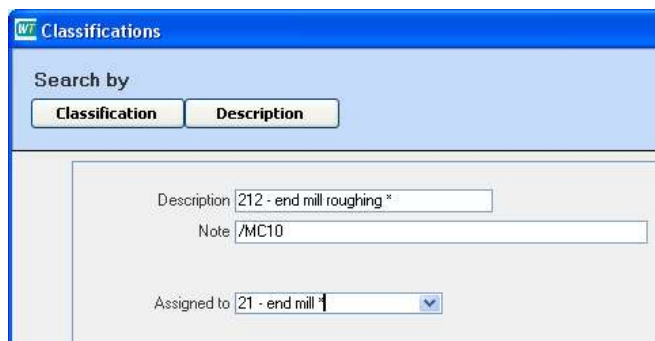 WT Classifications
Search by
Classification Description
Description 212 - end mill roughing *
Note /MC10
Assigned to 21 - end mill *